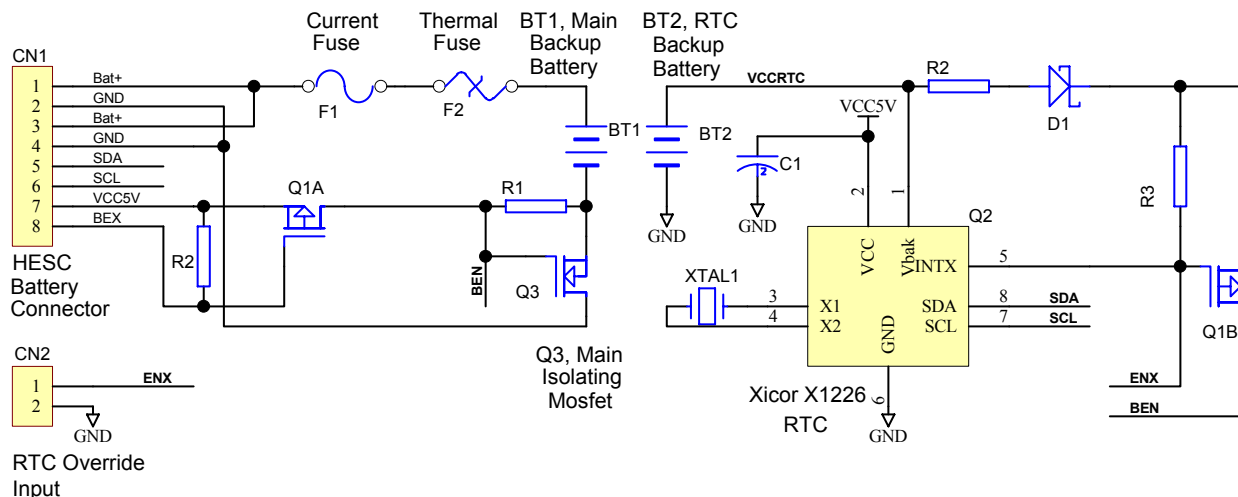 Current
Fuse
Thermal
Fuse
BT1, Main
Backup
Battery
BT2, RTC
Backup
Battery
CN1
1 Bat+
2 GND
3 Bat+
4 GND
5 SDA
6 SCL
7 VCC5V
8 BEX
HESC
Battery
Connector
F1
F2
BT1
BT2
VCCRTC
R2
D1
VCC5V
C1
2
GND
GND
R3
Q1A
R1
R2
BEN
Q3
Q3, Main
Isolating
Mosfet
XTAL1
Q2
2
1
VCC
Vbak
INTX
5
3
X1
SDA
8
SDA
4
X2
SCL
7
SCL
GND
6
GND
Xicor X1226
RTC
Q1B
ENX
BEN
CN2
1 ENX
2
GND
RTC Override
Input